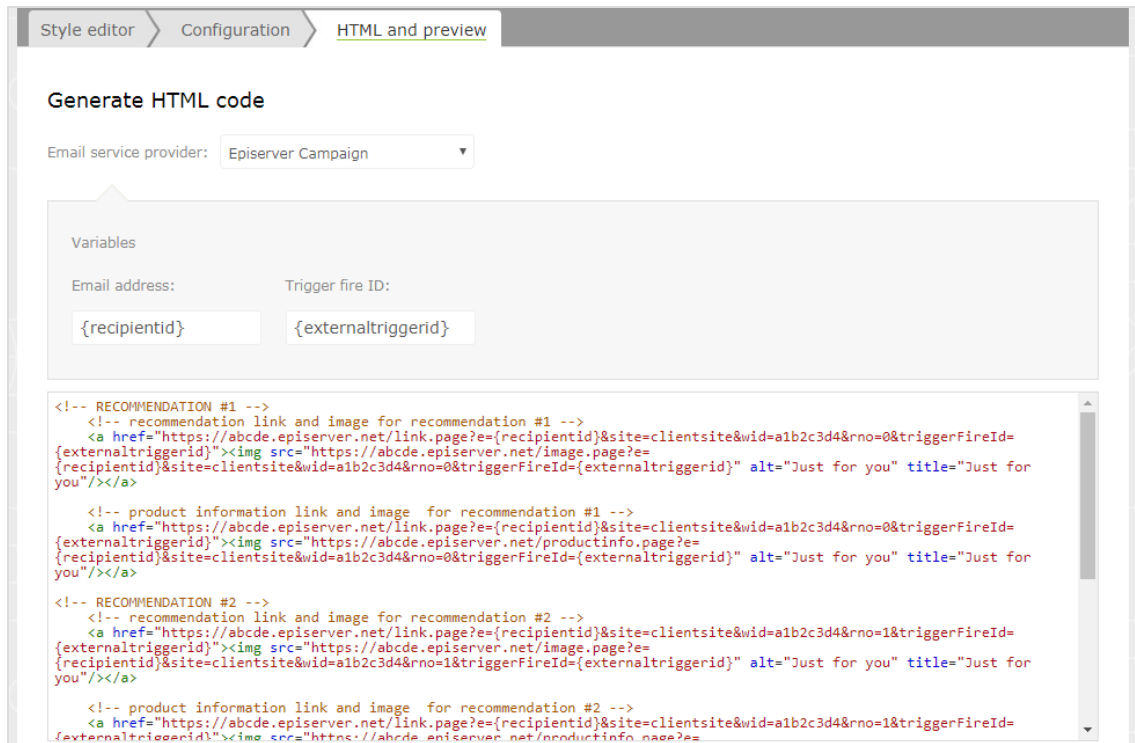 Style editor Configuration HTML and preview
Generate HTML code
Email service provider: Episerver Campaign
Variables
Email address: Trigger fire ID:
{recipientid} {externaltriggerid}
<!-- RECOMMENDATION #1 -->
<!-- recommendation link and image for recommendation #1 -->
<a href="https://abcde.episerver.net/link.page?e={recipientid}&site=clientsite&wid=a1b2c3d4&rno=0&triggerFireId=
{externaltriggerid}"><img src="https://abcde.episerver.net/image.page?e=
{recipientid}&site=clientsite&wid=a1b2c3d4&rno=0&triggerFireId={externaltriggerid}" alt="Just for you" title="Just for
you"/></a>
<!-- product information link and image  for recommendation #1 -->
<a href="https://abcde.episerver.net/link.page?e={recipientid}&site=clientsite&wid=a1b2c3d4&rno=0&triggerFireId=
{externaltriggerid}"><img src="https://abcde.episerver.net/productinfo.page?e=
{recipientid}&site=clientsite&wid=a1b2c3d4&rno=0&triggerFireId={externaltriggerid}" alt="Just for you" title="Just for
you"/></a>
<!-- RECOMMENDATION #2 -->
<!-- recommendation link and image for recommendation #2 -->
<a href="https://abcde.episerver.net/link.page?e={recipientid}&site=clientsite&wid=a1b2c3d4&rno=1&triggerFireId=
{externaltriggerid}"><img src="https://abcde.episerver.net/image.page?e=
{recipientid}&site=clientsite&wid=a1b2c3d4&rno=1&triggerFireId={externaltriggerid}" alt="Just for you" title="Just for
you"/></a>
<!-- product information link and image  for recommendation #2 -->
<a href="https://abcde.episerver.net/link.page?e={recipientid}&site=clientsite&wid=a1b2c3d4&rno=1&triggerFireId=
{externaltriggerid}"><img src="https://abcde.episerver.net/productinfo.page?e=